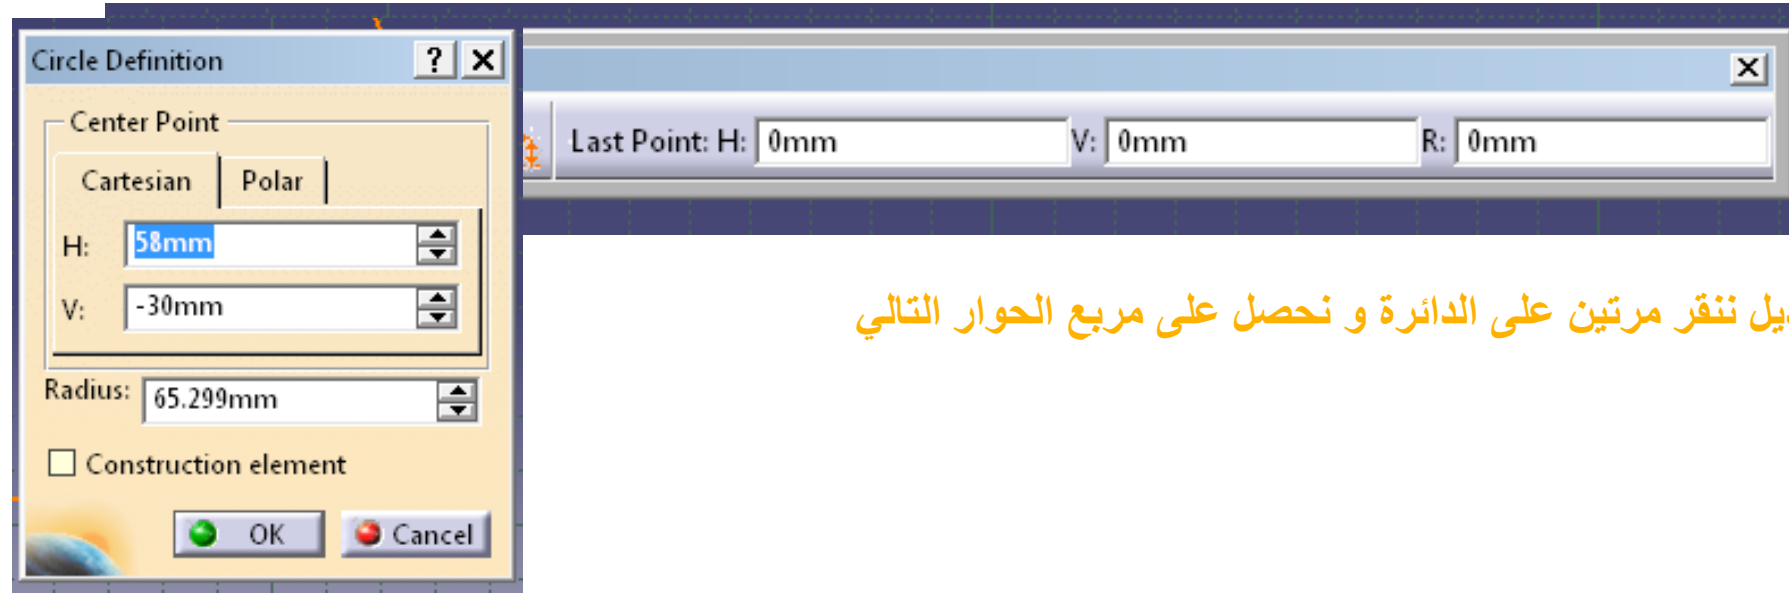 Circle Definition
Center Point
Cartesian Polar
H: 58mm
V: -30mm
Radius: 65.299mm
Construction element
OK Cancel
Last Point: H: 0mm V: 0mm R: 0mm
ننقر مرتين على الدائرة و نحصل على مربع الحوار التالي